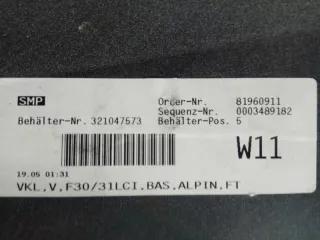 SMP Order-Nr. 81960911
Sequenz-Nr. 0003489182
Behälter-Nr. 321047573 Behälter-Pos. 5
W11
19.05 01:31
VKL,V,F30/31LCI,BAS,ALPIN,FT